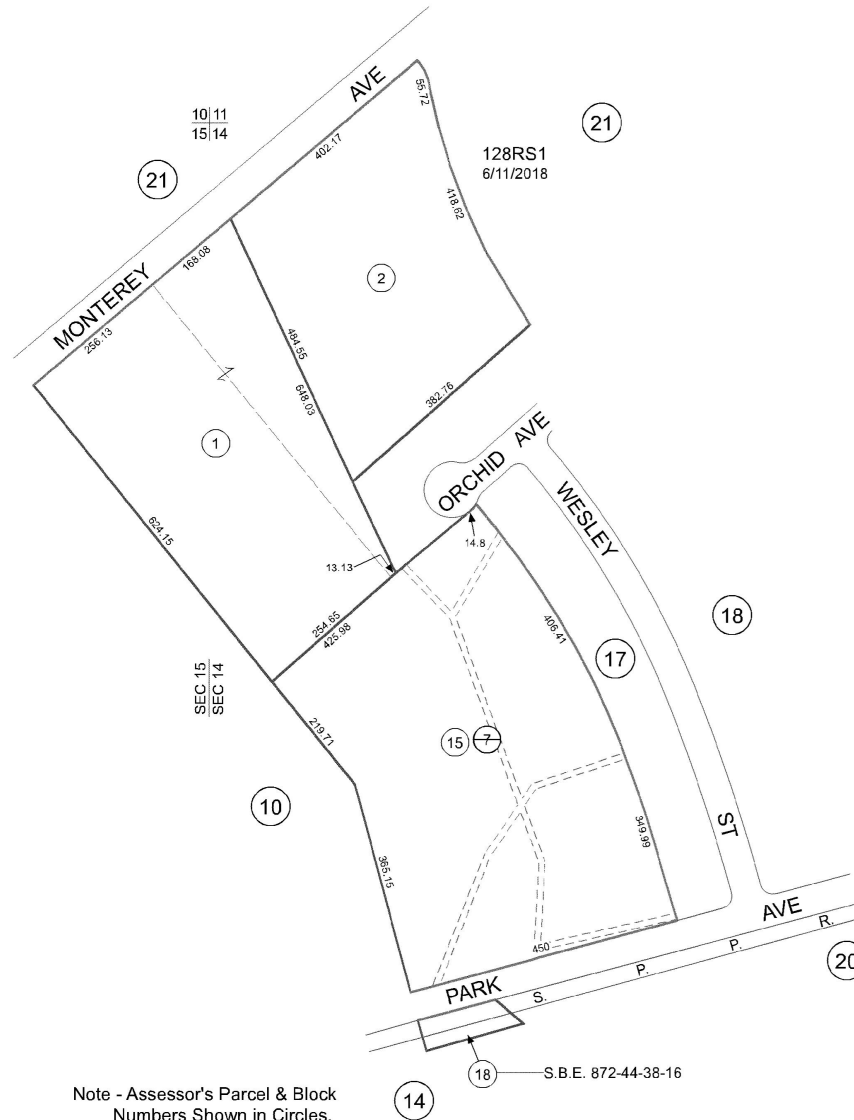 AVE
55.72
10 11
15 14
402.17
21
128RS1
6/11/2018
21
418.62
168.08
2
MONTEREY
256.13
484.55
648.03
382.76
1
ORCHID AVE
WESLEY
624.15
14.8
13.13
254.65
425.98
406.41
18
17
SEC 15
SEC 14
219.71
15
7
10
349.99
ST
365.15
AVE
450
R.
P.
P.
20
PARK
S.
18
S.B.E. 872-44-38-16
Note - Assessor's Parcel & Block
Numbers Shown in Circles.
14